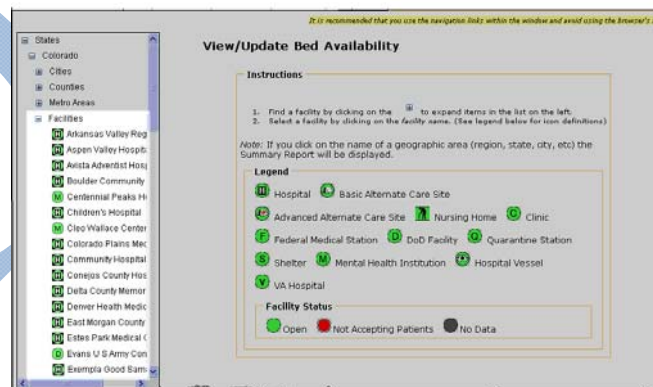 It is recommended that you use the navigation links within the window and avoid using the browser's
States
Colorado
Cities
Counties
Metro Areas
Facilities
Arkansas Valley Reg
Aspen Valley Hospit
Avista Adventist Hosp
Boulder Community
Centennial Peaks H
Children's Hospital
Cleo Wallace Center
Colorado Plains Med
Community Hospital
Conejos County Hos
Delta County Memor
Denver Health Medic
East Morgan County
Estes Park Medical C
Evans U S Army Com
Exempla Good Sam
View/Update Bed Availability
Instructions
1. Find a facility by clicking on the to expand items in the list on the left.
2. Select a facility by clicking on the facility name. (See legend below for icon definitions)
Note: If you click on the name of a geographic area (region, state, city, etc) the
Summary Report will be displayed.
Legend
H Hospital Basic Alternate Care Site
Advanced Alternate Care Site Nursing Home C Clinic
F Federal Medical Station D DoD Facility Q Quarantine Station
S Shelter M Mental Health Institution Hospital Vessel
V VA Hospital
Facility Status
Open Not Accepting Patients No Data